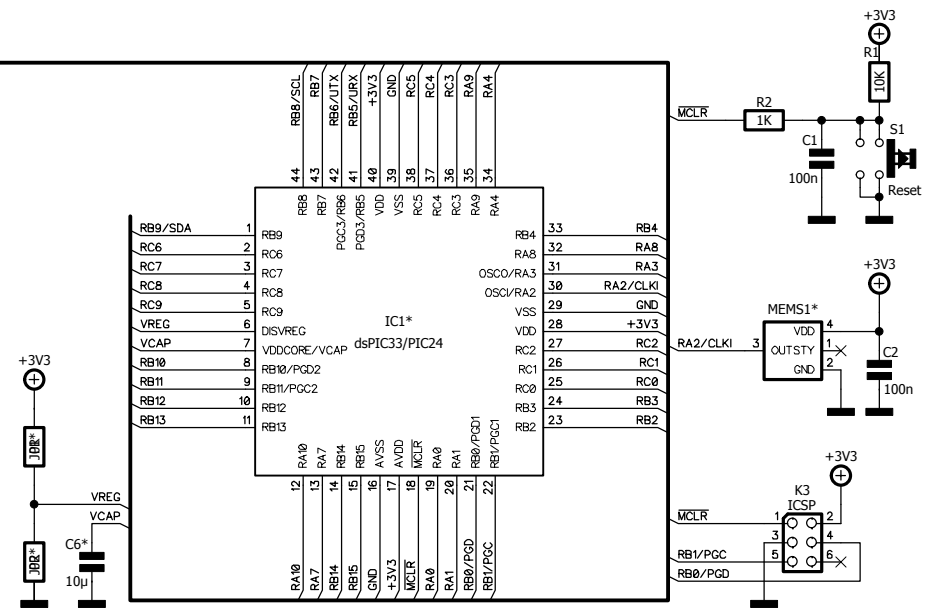 +3V3
R1
10K
RB8/SCL
RB7
RB6/UTX
RB5/URX
+3V3
GND
RC5
RC4
RC3
RA9
RA4
MCLR
R2
1K
C1
100n
S1
Reset
44
43
42
41
40
39
38
37
36
35
34
RB8
RB7
PGC3/RB6
PGD3/RB5
VDD
VSS
RC5
RC4
RC3
RA9
RA4
RB9/SDA 1 RB9
RC6 2 RC6
RC7 3 RC7
RC8 4 RC8
RC9 5 RC9
VREG 6 DISVREG
VCAP 7 VDDCORE/VCAP
RB10 8 RB10/PGD2
RB11 9 RB11/PGC2
RB12 10 RB12
RB13 11 RB13
IC1*
dsPIC33/PIC24
RB4 33 RB4
RA8 32 RA8
OSCO/RA3 31 RA3
OSCI/RA2 30 RA2/CLKI
VSS 29 GND
VDD 28 +3V3
RC2 27 RC2
RC1 26 RC1
RC0 25 RC0
RB3 24 RB3
RB2 23 RB2
+3V3
MEMS1*
RA2/CLKI 3 OUT STY 1
VDD 4
GND 2
C2
100n
RA10
RA7
RB14
RB15
AVSS
AVDD
MCLR
RA0
RA1
RB0/PGD1
RB1/PGC1
12
13
14
15
16
17
18
19
20
21
22
RA10
RA7
RB14
RB15
GND
+3V3
MCLR
RA0
RA1
RB0/PGD
RB1/PGC
+3V3
VREG
VCAP
C6*
10µ
+3V3
K3
ICSP
MCLR 1 2
3 4
RB1/PGC 5 6
RB0/PGD